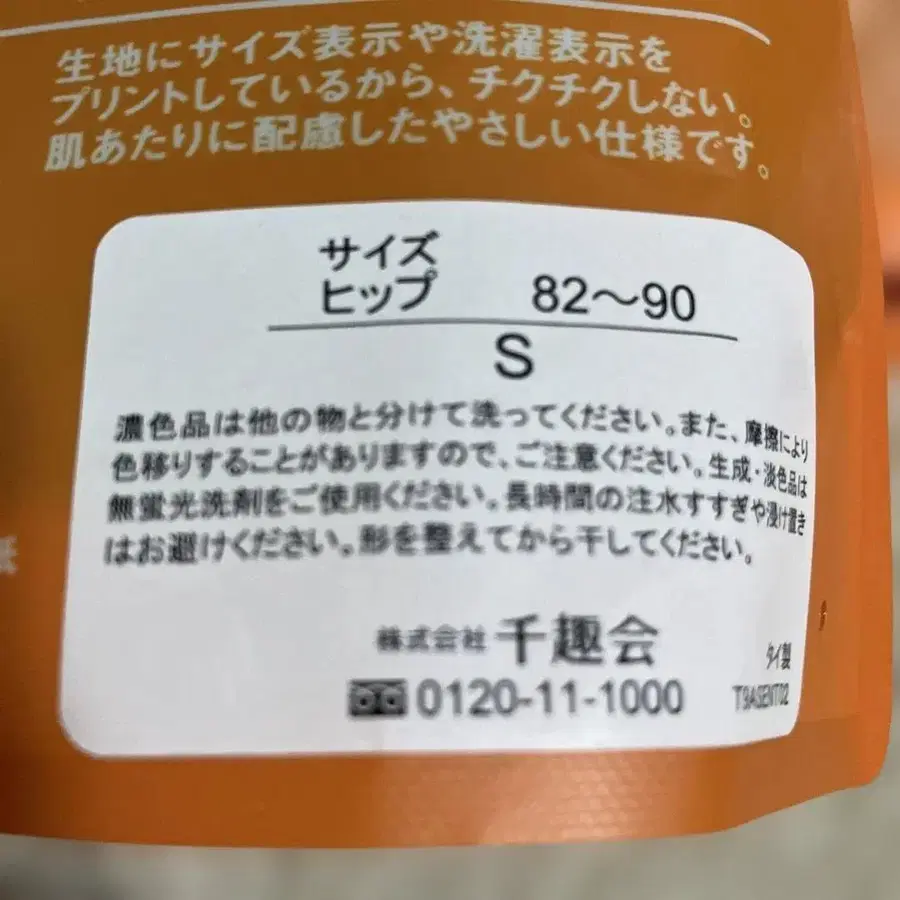 生地にサイズ表示や洗濯表示を
プリントしているから、チクチクしない。
肌あたりに配慮したやさしい仕様です。
サイズ
ヒップ 82〜90
S
濃色品は他の物と分けて洗ってください。また、摩擦により
色移りすることがありますので、ご注意ください。生成・淡色品は
無蛍光洗剤をご使用ください。長時間の注水すすぎや浸け置き
はお避けください。形を整えてから干してください。
株式会社 千趣会
タイ製
0120-11-1000
T9ASENT02